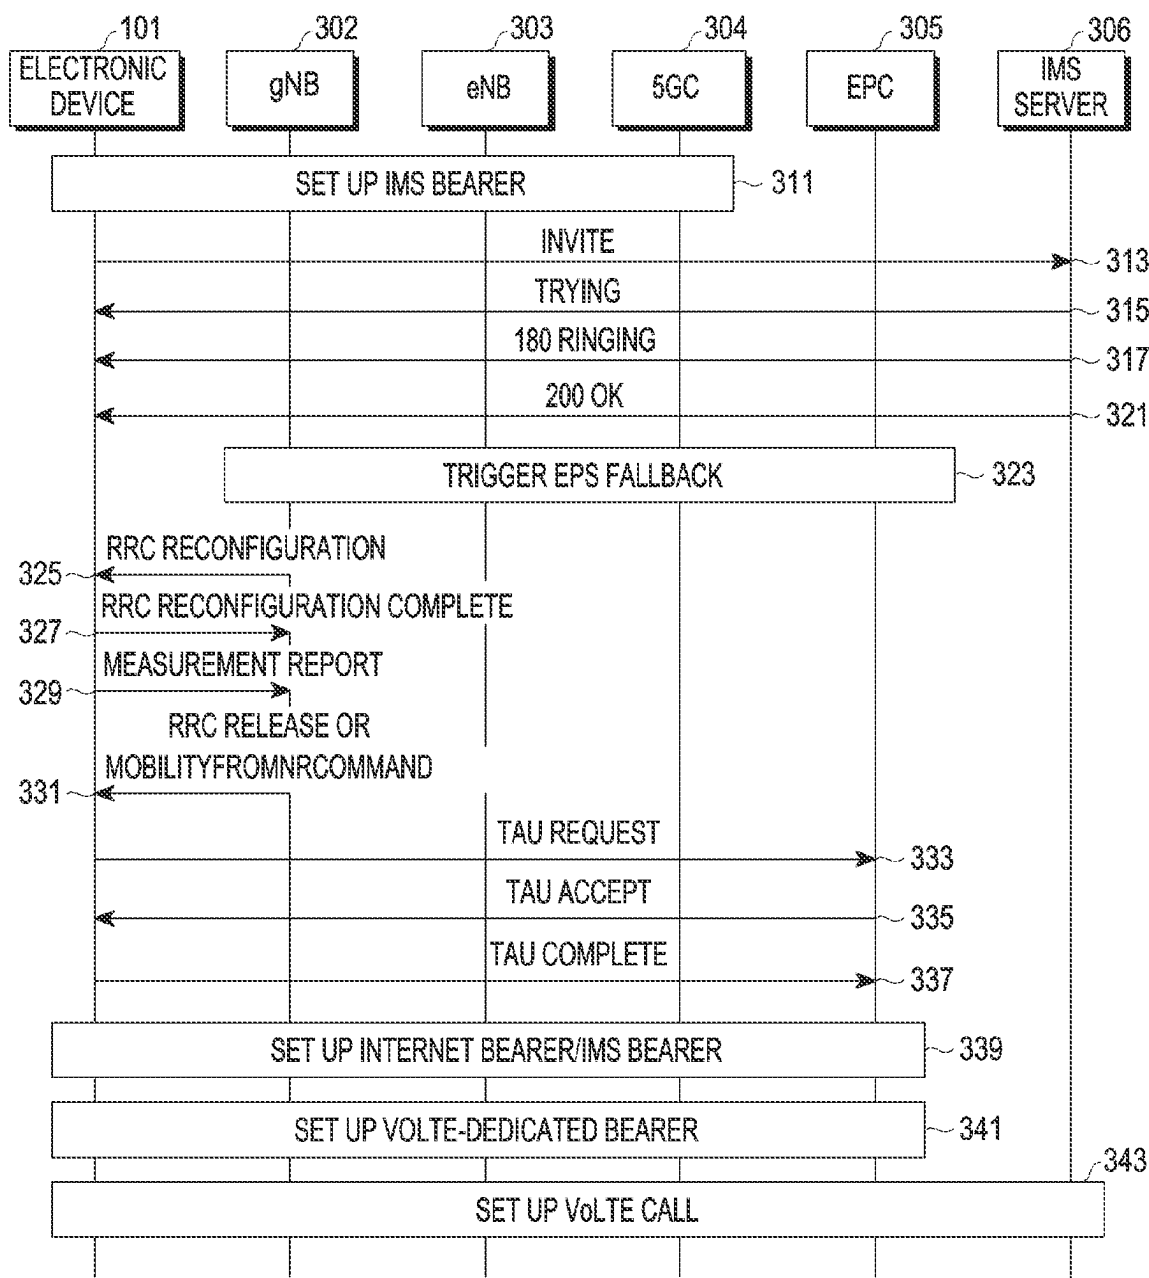 101 302 303 304 305 306
ELECTRONIC DEVICE gNB eNB 5GC EPC IMS SERVER
SET UP IMS BEARER 311
INVITE 313
TRYING 315
180 RINGING 317
200 OK 321
TRIGGER EPS FALLBACK 323
RRC RECONFIGURATION
325
RRC RECONFIGURATION COMPLETE
327
MEASUREMENT REPORT
329
RRC RELEASE OR
MOBILITYFROMNRCOMMAND
331
TAU REQUEST 333
TAU ACCEPT 335
TAU COMPLETE 337
SET UP INTERNET BEARER/IMS BEARER 339
SET UP VOLTE-DEDICATED BEARER 341
343
SET UP VoLTE CALL